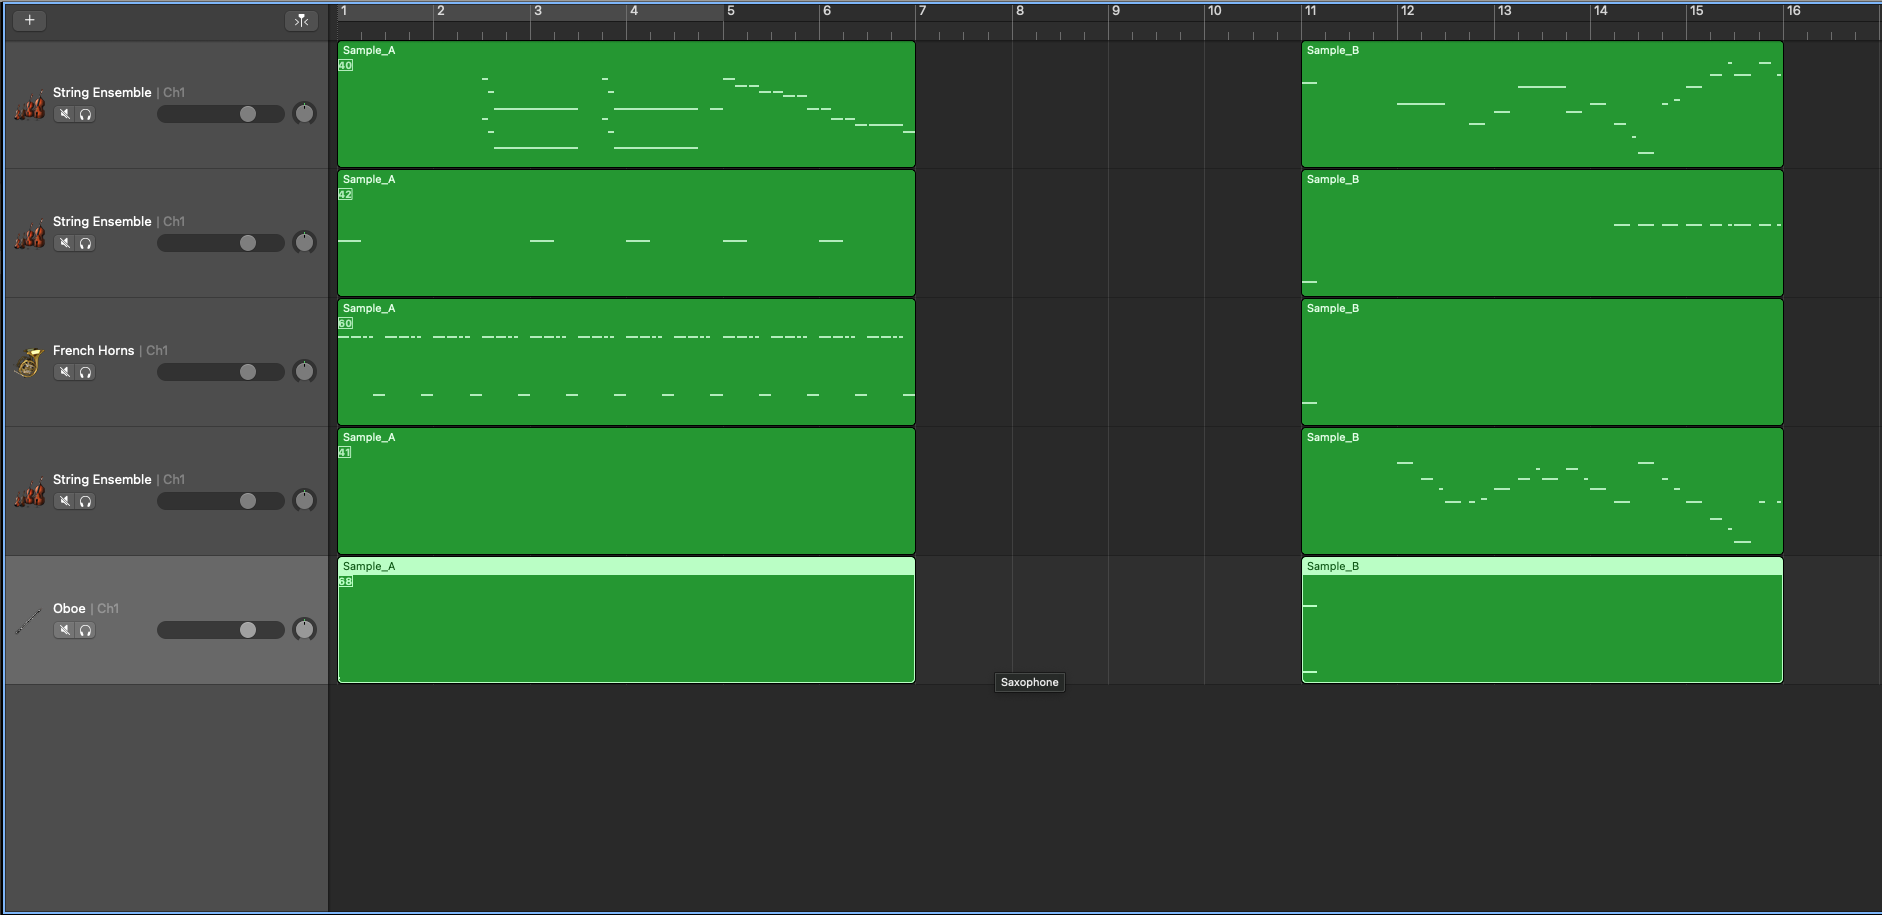 +
1 2 3 4 5 6 7 8 9 10 11 12 13 14 15 16
Sample_A Sample_B
40
String Ensemble | Ch1
Sample_A Sample_B
42
String Ensemble | Ch1
Sample_A Sample_B
60
French Horns | Ch1
Sample_A Sample_B
41
String Ensemble | Ch1
Sample_A Sample_B
68
Oboe | Ch1
Saxophone